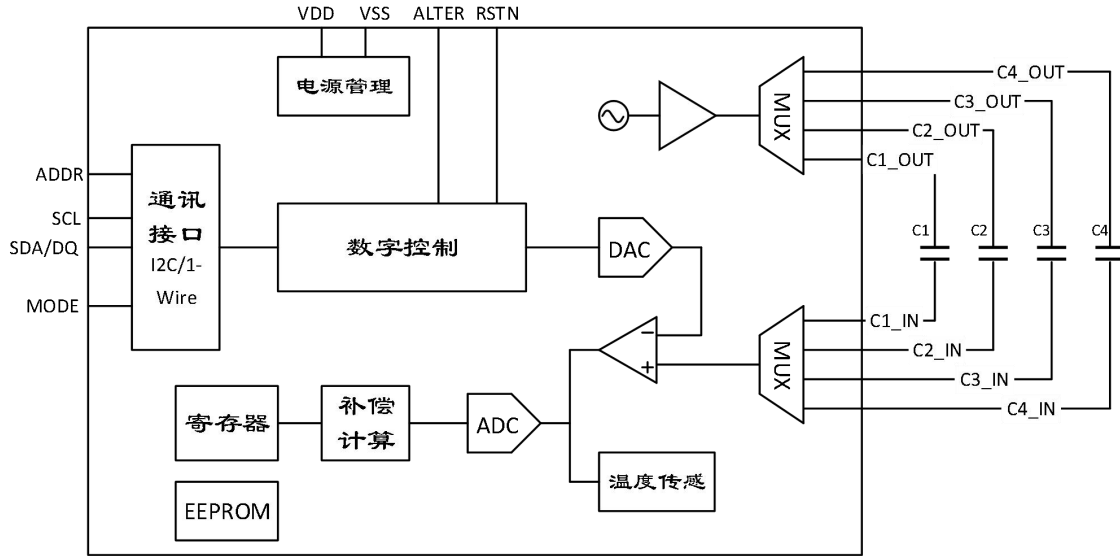 VDD VSS ALTER RSTN
电源管理
MUX
C4_OUT
C3_OUT
C2_OUT
C1_OUT
ADDR
SCL
SDA/DQ
MODE
通讯
接口
I2C/1-
Wire
数字控制
DAC
C1 C2 C3 C4
−
+
MUX
C1_IN
C2_IN
C3_IN
C4_IN
寄存器
补偿
计算
ADC
温度传感
EEPROM